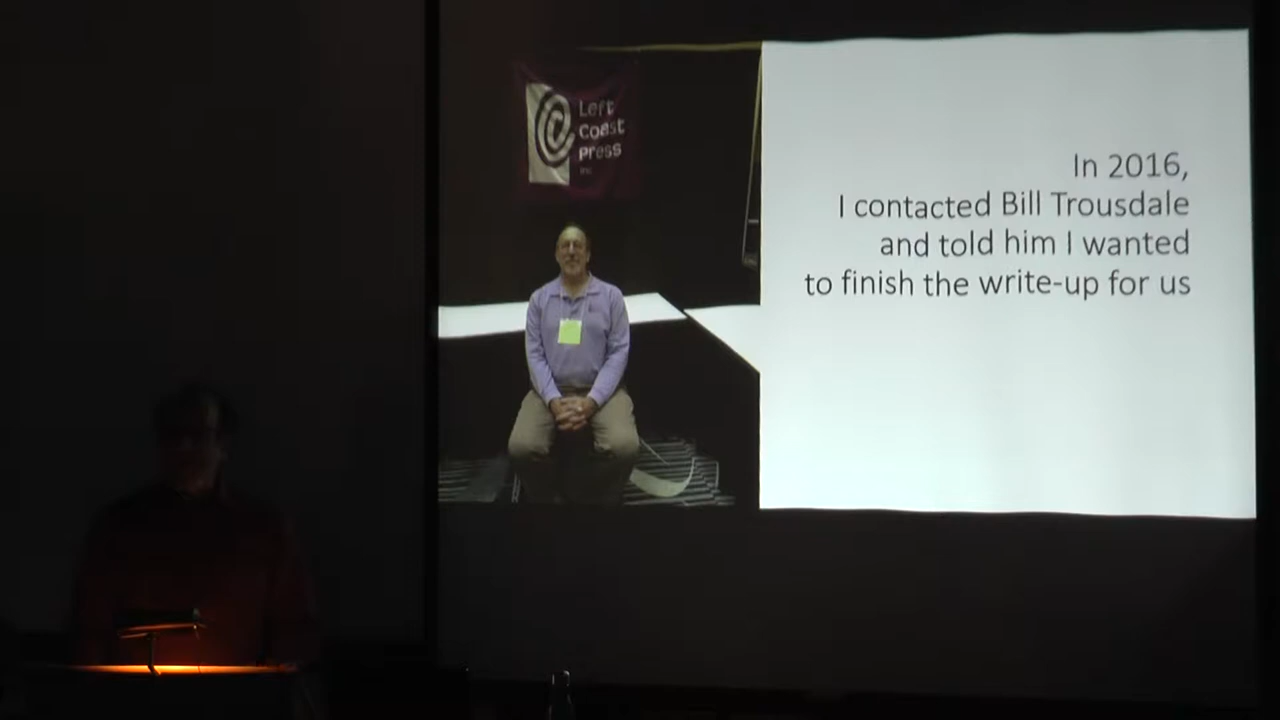 Left
Coast
Press
INC
In 2016,
I contacted Bill Trousdale
and told him I wanted
to finish the write-up for us